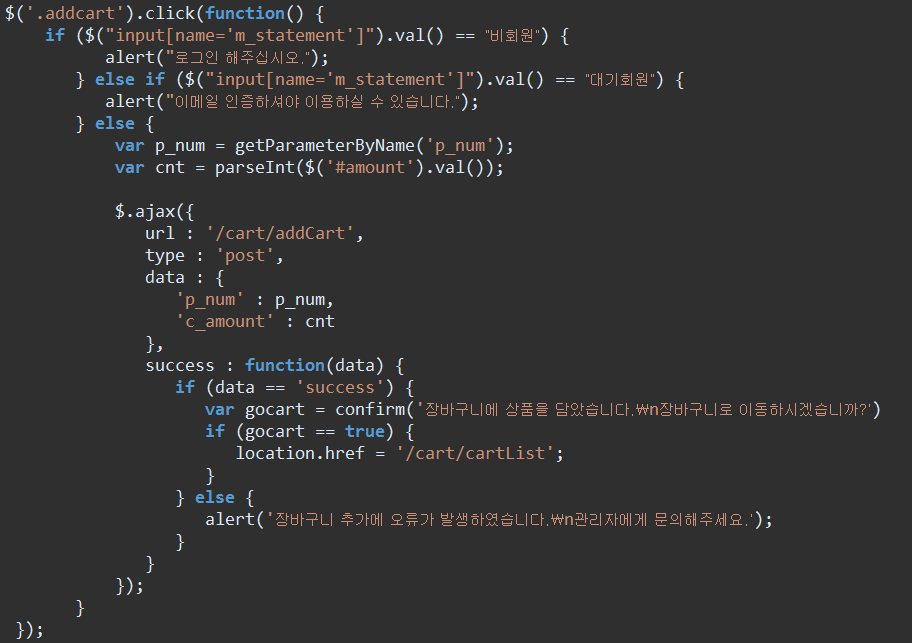 $('.addcart').click(function() {
    if ($("input[name='m_statement']").val() == "비회원") {
          alert("로그인 해주십시오.");
       } else if ($("input[name='m_statement']").val() == "대기회원") {
          alert("이메일 인증하셔야 이용하실 수 있습니다.");
       } else {
           var p_num = getParameterByName('p_num');
           var cnt = parseInt($('#amount').val());

           $.ajax({
              url : '/cart/addCart',
              type : 'post',
              data : {
                 'p_num' : p_num,
                 'c_amount' : cnt
              },
              success : function(data) {
                 if (data == 'success') {
                    var gocart = confirm('장바구니에 상품을 담았습니다.₩n장바구니로 이동하시겠습니까?')
                    if (gocart == true) {
                       location.href = '/cart/cartList';
                    }
                 } else {
                    alert('장바구니 추가에 오류가 발생하였습니다.₩n관리자에게 문의해주세요.');
                 }
              }
           });
       }
 });